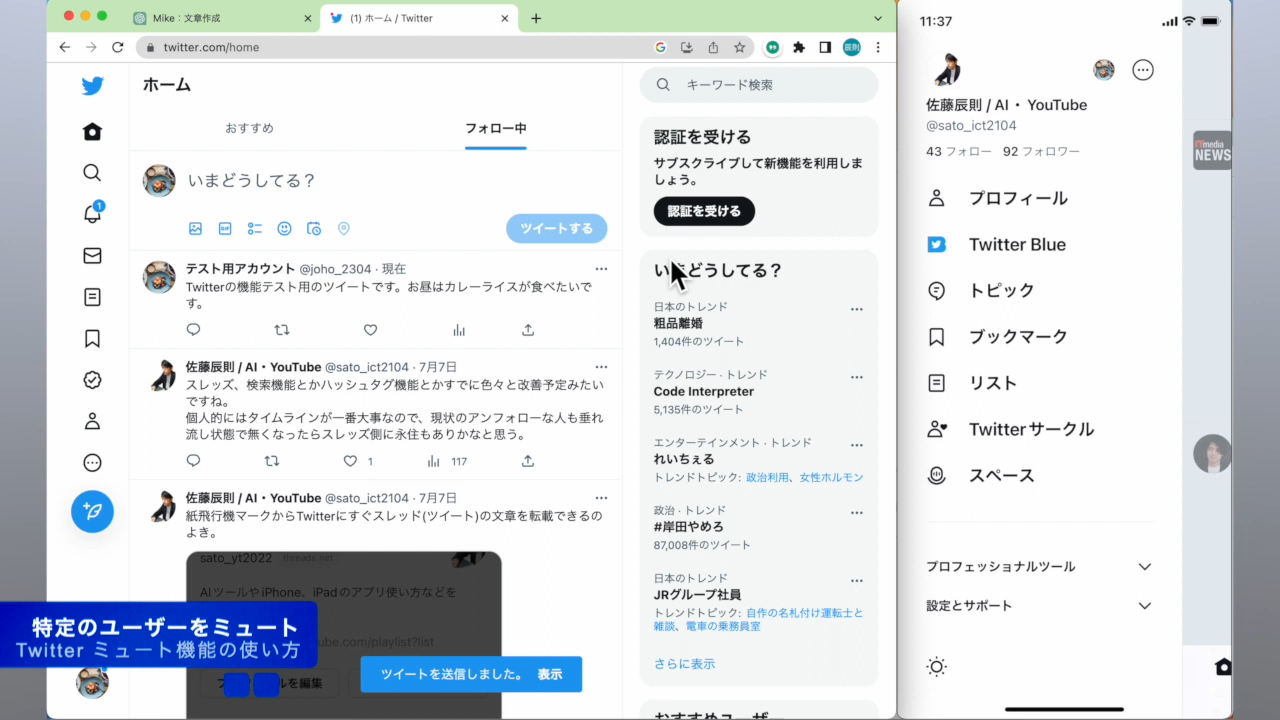 Mike：文章作成
(1) ホーム / Twitter
twitter.com/home
辰則
ホーム
おすすめ
フォロー中
いまどうしてる？
GIF
ツイートする
テスト用アカウント @joho_2304 · 現在
Twitterの機能テスト用のツイートです。お昼はカレーライスが食べたいで
す。
佐藤辰則 / AI・YouTube @sato_ict2104 · 7月7日
スレッズ、検索機能とかハッシュタグ機能とかすでに色々と改善予定みたい
ですね。
個人的にはタイムラインが一番大事なので、現状のアンフォローな人も垂れ
流し状態で無くなったらスレッズ側に永住もありかなと思う。
1
117
佐藤辰則 / AI・YouTube @sato_ict2104 · 7月7日
紙飛行機マークからTwitterにすぐスレッド(ツイート)の文章を転載できるの
よき。
sato_yt2022 threads.net
AIツールやiPhone、iPadのアプリ使い方などを
ube.com/playlist?list
ルを編集
ツイートを送信しました。 表示
特定のユーザーをミュート
Twitter ミュート機能の使い方
1
キーワード検索
認証を受ける
サブスクライブして新機能を利用しま
しょう。
認証を受ける
いまどうしてる？
日本のトレンド
粗品離婚
1,404件のツイート
テクノロジー · トレンド
Code Interpreter
5,135件のツイート
エンターテインメント · トレンド
れいちぇる
トレンドトピック: 政治利用、女性ホルモン
政治 · トレンド
#岸田やめろ
87,008件のツイート
日本のトレンド
JRグループ社員
トレンドトピック: 自作の名札付け運転士と
雑談、電車の乗務員室
さらに表示
おすすめユーザー
11:37
佐藤辰則 / AI・ YouTube
@sato_ict2104
43 フォロー 92 フォロワー
プロフィール
Twitter Blue
トピック
ブックマーク
リスト
Twitterサークル
スペース
プロフェッショナルツール
設定とサポート
ITmedia
NEWS